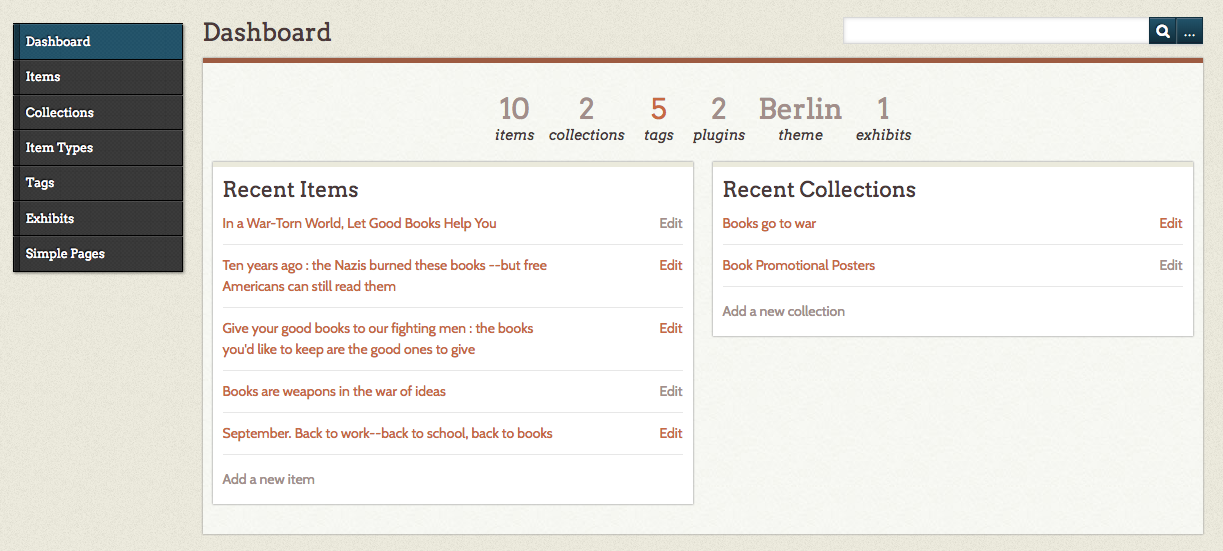 Dashboard
Items
Collections
Item Types
Tags
Exhibits
Simple Pages
Dashboard
...
10 2 5 2 Berlin 1
items collections tags plugins theme exhibits
Recent Items
In a War-Torn World, Let Good Books Help You Edit
Ten years ago : the Nazis burned these books --but free Edit
Americans can still read them
Give your good books to our fighting men : the books Edit
you'd like to keep are the good ones to give
Books are weapons in the war of ideas Edit
September. Back to work--back to school, back to books Edit
Add a new item
Recent Collections
Books go to war Edit
Book Promotional Posters Edit
Add a new collection